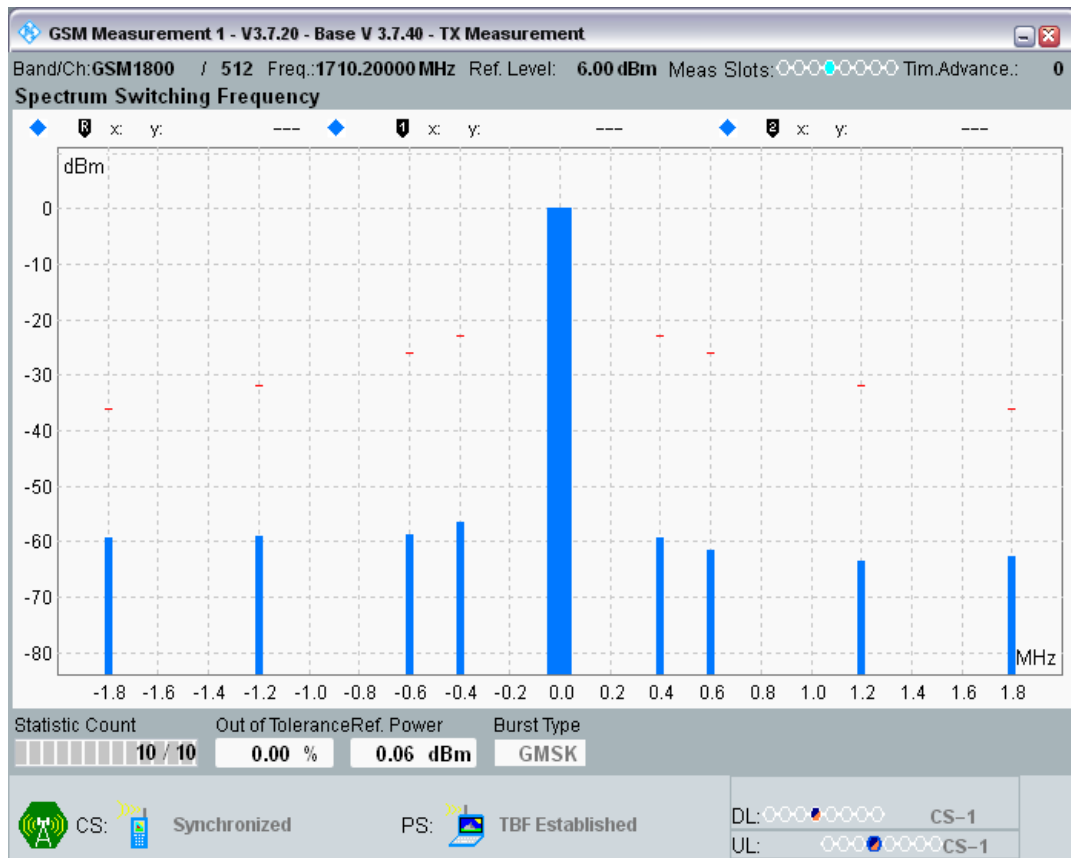 GSM Measurement 1 - V3.7.20 - Base V 3.7.40 - TX Measurement
Band/Ch:GSM1800 / 512 Freq.:1710.20000 MHz Ref. Level: 6.00 dBm Meas Slots: Tim.Advance.: 0
Spectrum Switching Frequency
R x: y: --- 1 x: y: --- 2 x: y: ---
dBm
0
-10
-20
-30
-40
-50
-60
-70
-80
MHz
-1.8 -1.6 -1.4 -1.2 -1.0 -0.8 -0.6 -0.4 -0.2 0.0 0.2 0.4 0.6 0.8 1.0 1.2 1.4 1.6 1.8
Statistic Count Out of Tolerance Ref. Power Burst Type
10 / 10 0.00 % 0.06 dBm GMSK
CS: Synchronized PS: TBF Established DL: CS-1
UL: CS-1